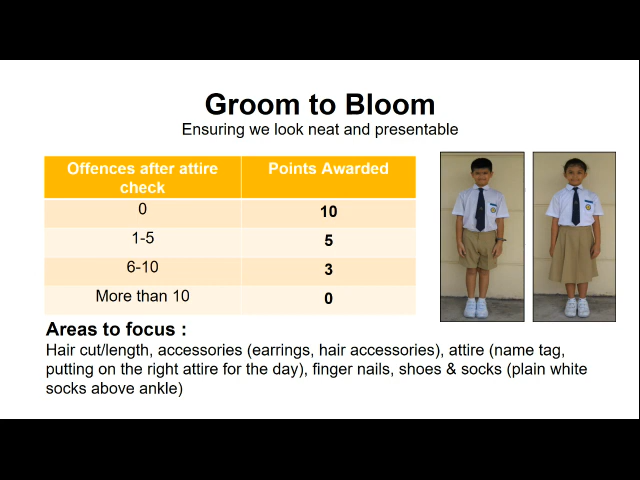 Groom to Bloom
Ensuring we look neat and presentable
Offences after attire
check
Points Awarded
0
10
1-5
5
6-10
3
More than 10
0
Areas to focus :
Hair cut/length, accessories (earrings, hair accessories), attire (name tag,
putting on the right attire for the day), finger nails, shoes & socks (plain white
socks above ankle)